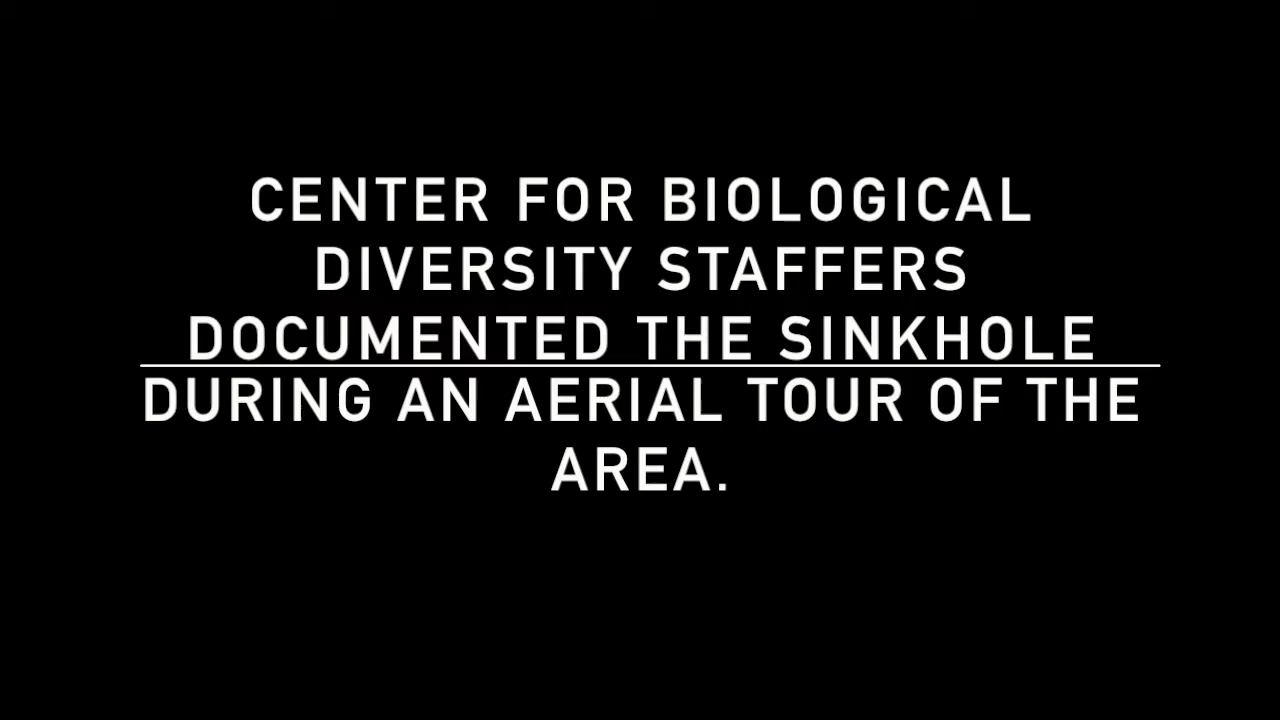 CENTER FOR BIOLOGICAL
DIVERSITY STAFFERS
DOCUMENTED THE SINKHOLE
DURING AN AERIAL TOUR OF THE
AREA.